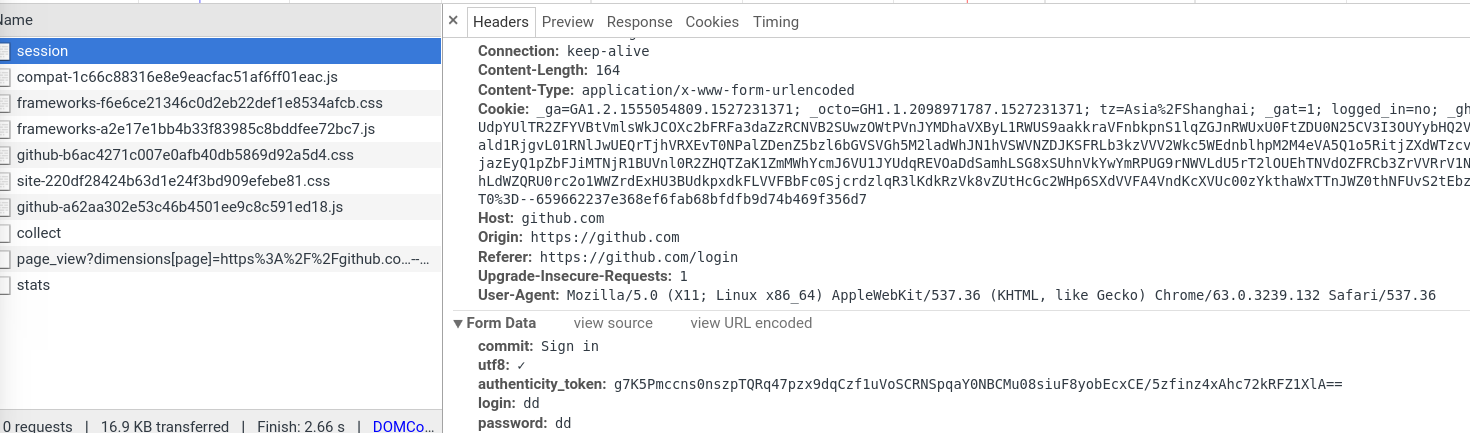 Name
session
compat-1c66c88316e8e9eacfac51af6ff01eac.js
frameworks-f6e6ce21346c0d2eb22def1e8534afcb.css
frameworks-a2e17e1bb4b33f83985c8bddfee72bc7.js
github-b6ac4271c007e0afb40db5869d92a5d4.css
site-220df28424b63d1e24f3bd909efebe81.css
github-a62aa302e53c46b4501ee9c8c591ed18.js
collect
page_view?dimensions[page]=https%3A%2F%2Fgithub.co…–…
stats
0 requests | 16.9 KB transferred | Finish: 2.66 s | DOMCo…
× Headers Preview Response Cookies Timing
Connection: keep-alive
Content-Length: 164
Content-Type: application/x-www-form-urlencoded
Cookie: _ga=GA1.2.1555054809.1527231371; _octo=GH1.1.2098971787.1527231371; tz=Asia%2FShanghai; _gat=1; logged_in=no; _gh
T0%3D--659662237e368ef6fab68bfdfb9d74b469f356d7
Host: github.com
Origin: https://github.com
Referer: https://github.com/login
Upgrade-Insecure-Requests: 1
User-Agent: Mozilla/5.0 (X11; Linux x86_64) AppleWebKit/537.36 (KHTML, like Gecko) Chrome/63.0.3239.132 Safari/537.36
▼ Form Data view source view URL encoded
commit: Sign in
utf8: ✓
authenticity_token: g7K5Pmccns0nszpTQRq47pzx9dqCzf1uVoSCRNSpqaY0NBCMu08siuF8yobEcxCE/5zfinz4xAhc72kRFZ1XlA==
login: dd
password: dd